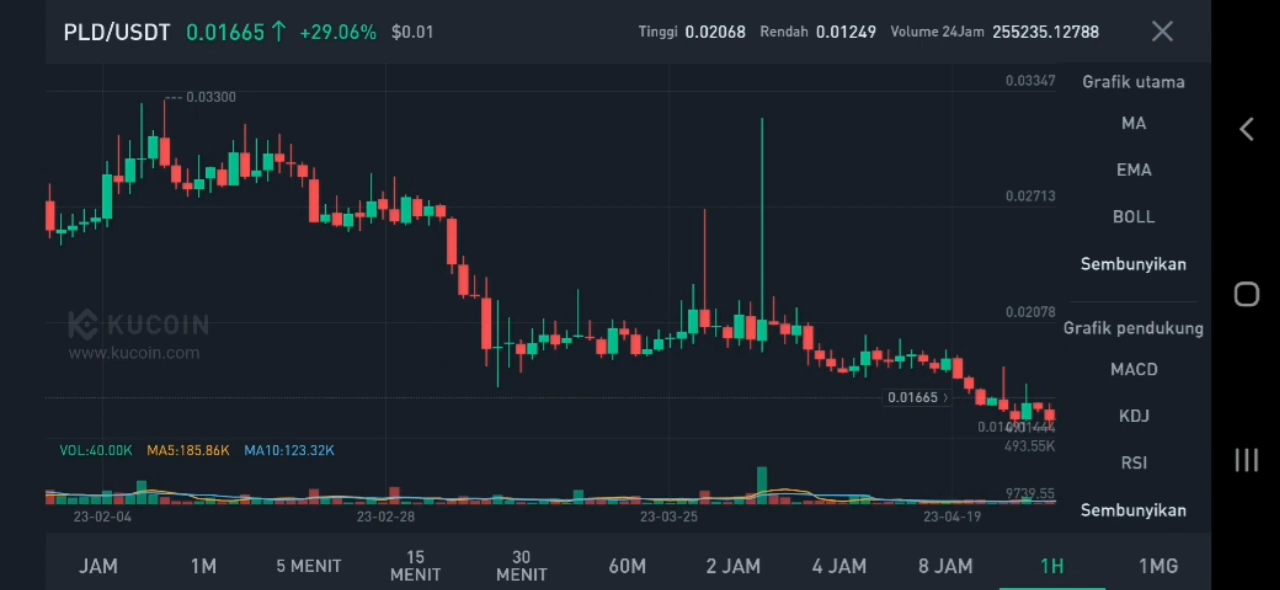 PLD/USDT 0.01665↑ +29.06% $0.01 Tinggi 0.02068 Rendah 0.01249 Volume 24Jam 255235.12788
0.03347
0.03300
0.02713
0.02078
0.01665 ›
KUCOIN
www.kucoin.com
493.55K
VOL:40.00K MA5:185.86K MA10:123.32K
9739.55
23-02-04 23-02-28 23-03-25 23-04-19
Grafik utama
MA
EMA
BOLL
Sembunyikan
Grafik pendukung
MACD
KDJ
RSI
Sembunyikan
JAM 1M 5 MENIT 15 MENIT 30 MENIT 60M 2 JAM 4 JAM 8 JAM 1H 1MG